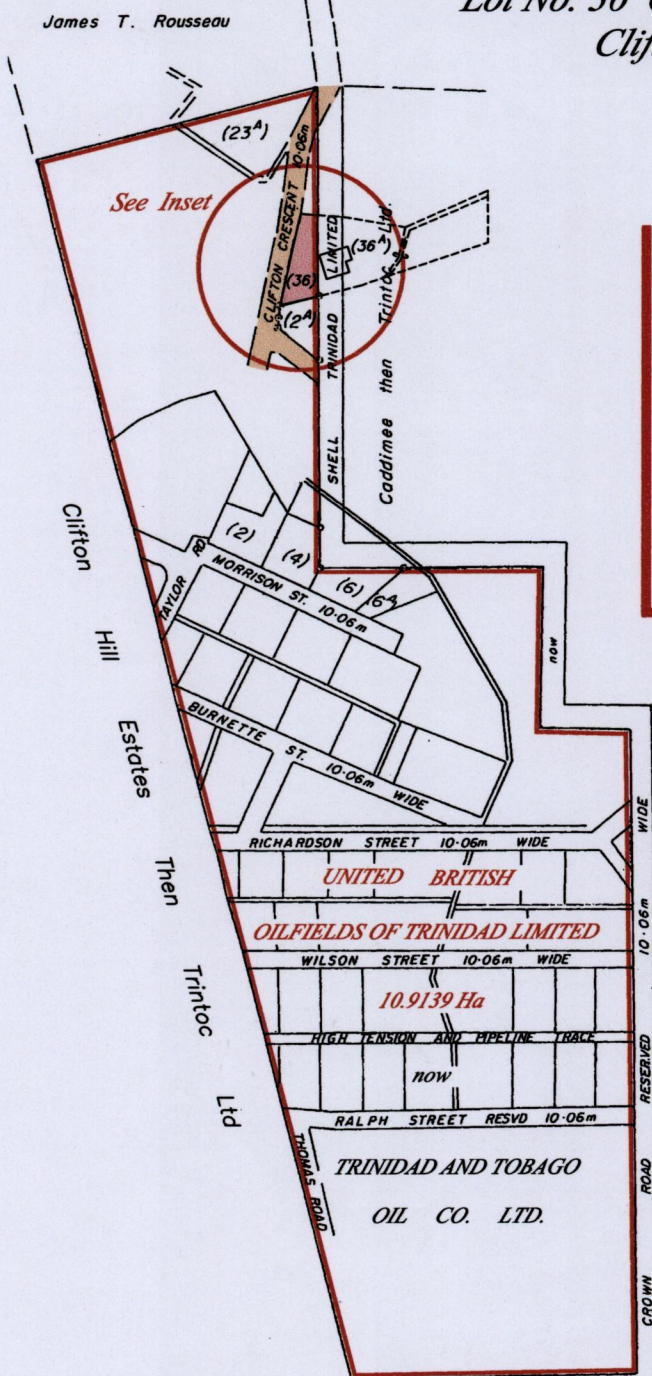 Lot No. 36
Clif
James T. Rousseau
(23A)
CLIFTON CRESCENT 10·06m
See Inset
(36)
(36A)
(2A)
SHELL TRINIDAD LIMITED
Caddimee then Trintoc Ltd.
Clifton Hill Estates Then Trintoc Ltd
(2)
(4)
(6)
(6A)
TAYLOR RD
MORRISON ST. 10·06m
now
BURNETTE ST. 10·06m WIDE
RICHARDSON STREET 10·06m WIDE
UNITED BRITISH
OILFIELDS OF TRINIDAD LIMITED
WILSON STREET 10·06m WIDE
10.9139 Ha
HIGH TENSION AND PIPELINE TRACE
now
RALPH STREET RESVD 10·06m
THOMAS ROAD
TRINIDAD AND TOBAGO
OIL CO. LTD.
CROWN ROAD RESERVED 10·06m WIDE